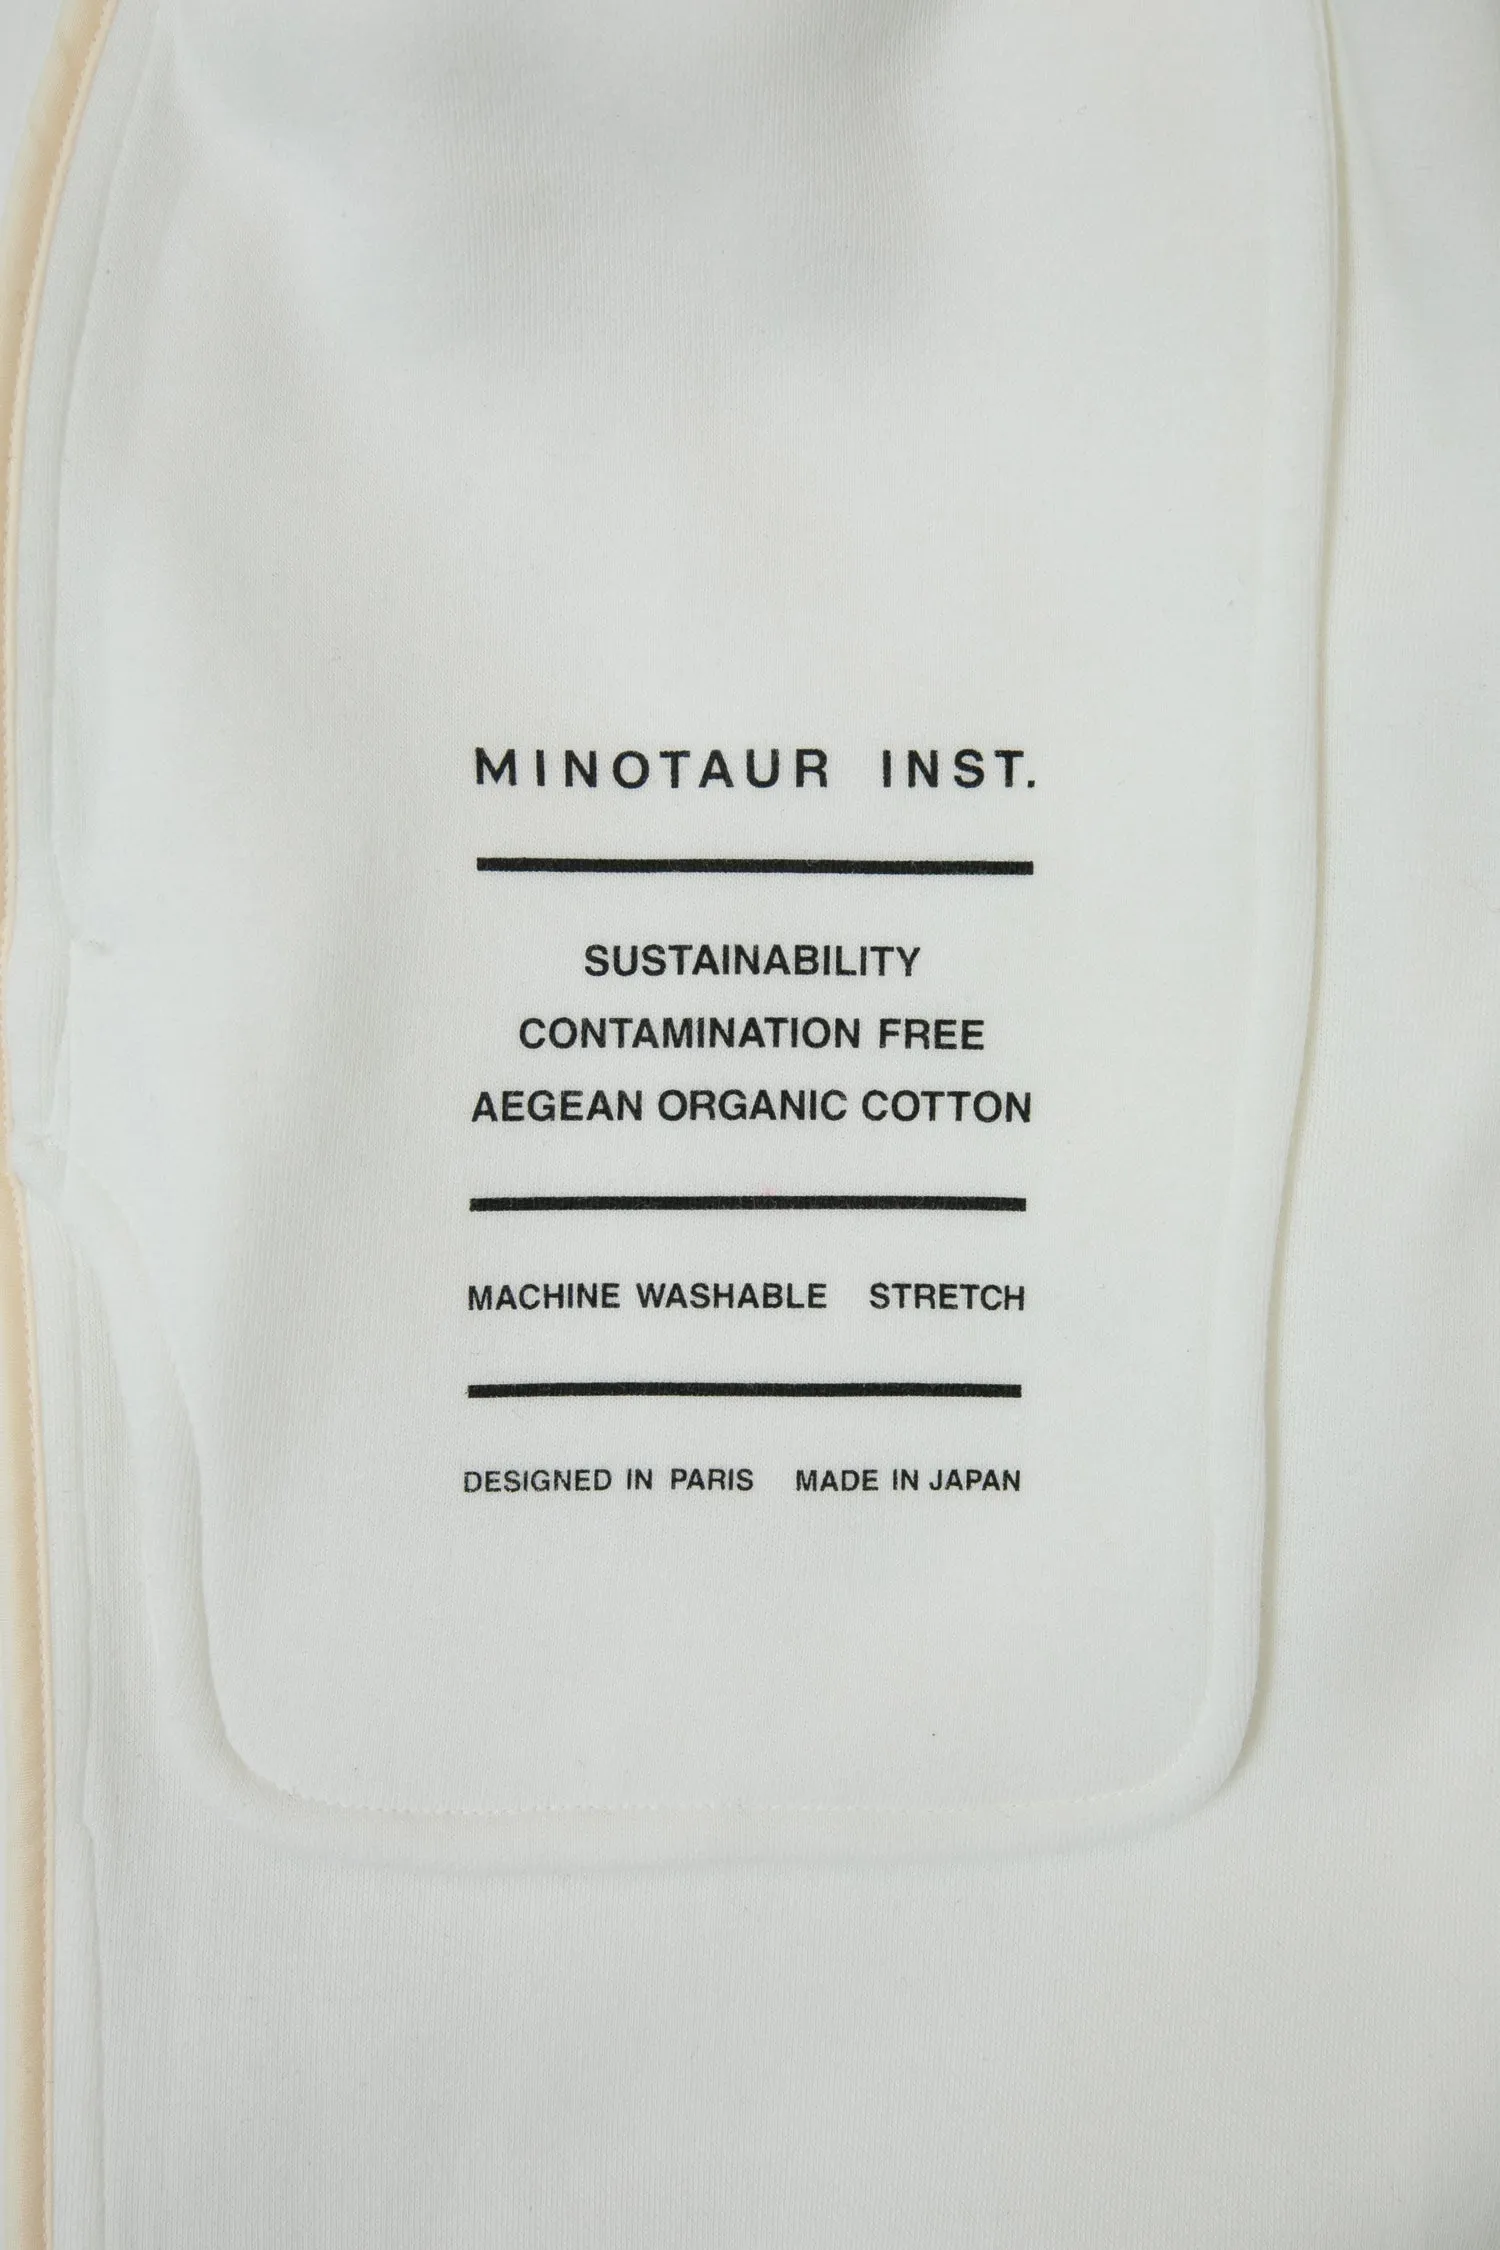 MINOTAUR INST.
SUSTAINABILITY
CONTAMINATION FREE
AEGEAN ORGANIC COTTON
MACHINE WASHABLE STRETCH
DESIGNED IN PARIS MADE IN JAPAN